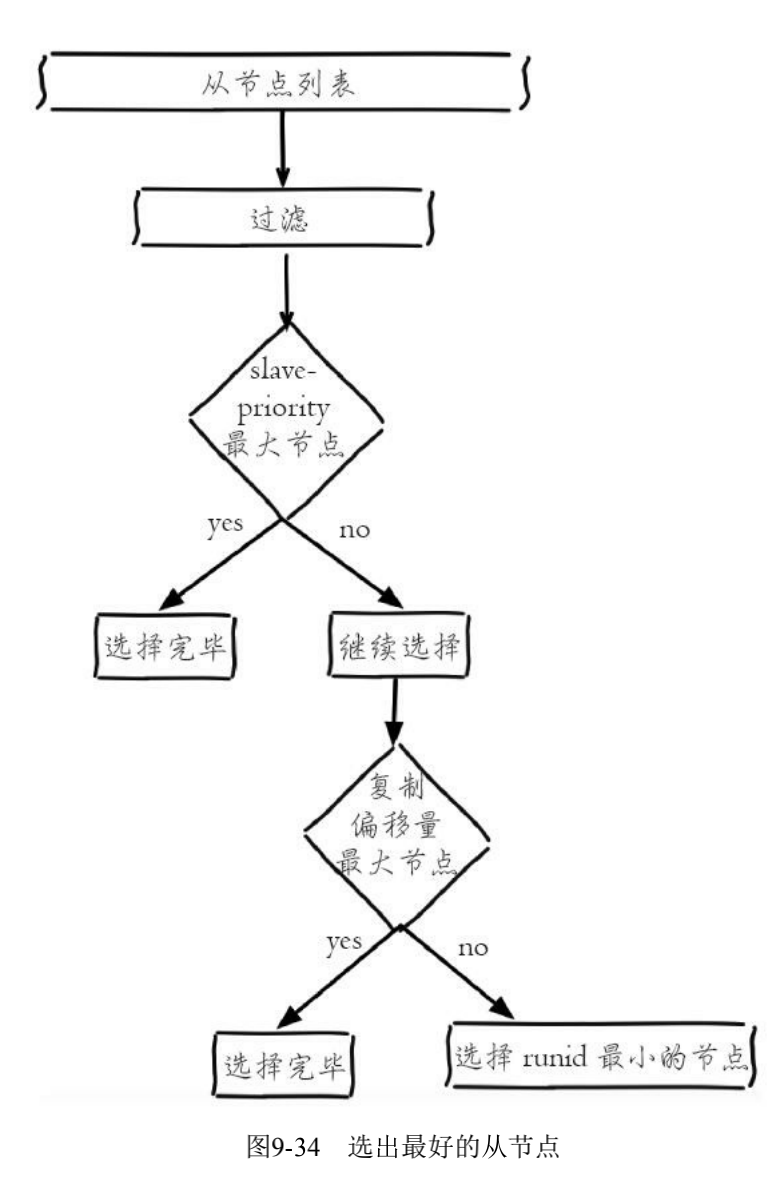 从节点列表
过滤
slave-
priority
最大节点
yes
no
选择完毕
继续选择
复制
偏移量
最大节点
yes
no
选择完毕
选择 runid 最小的节点
图9-34 选出最好的从节点